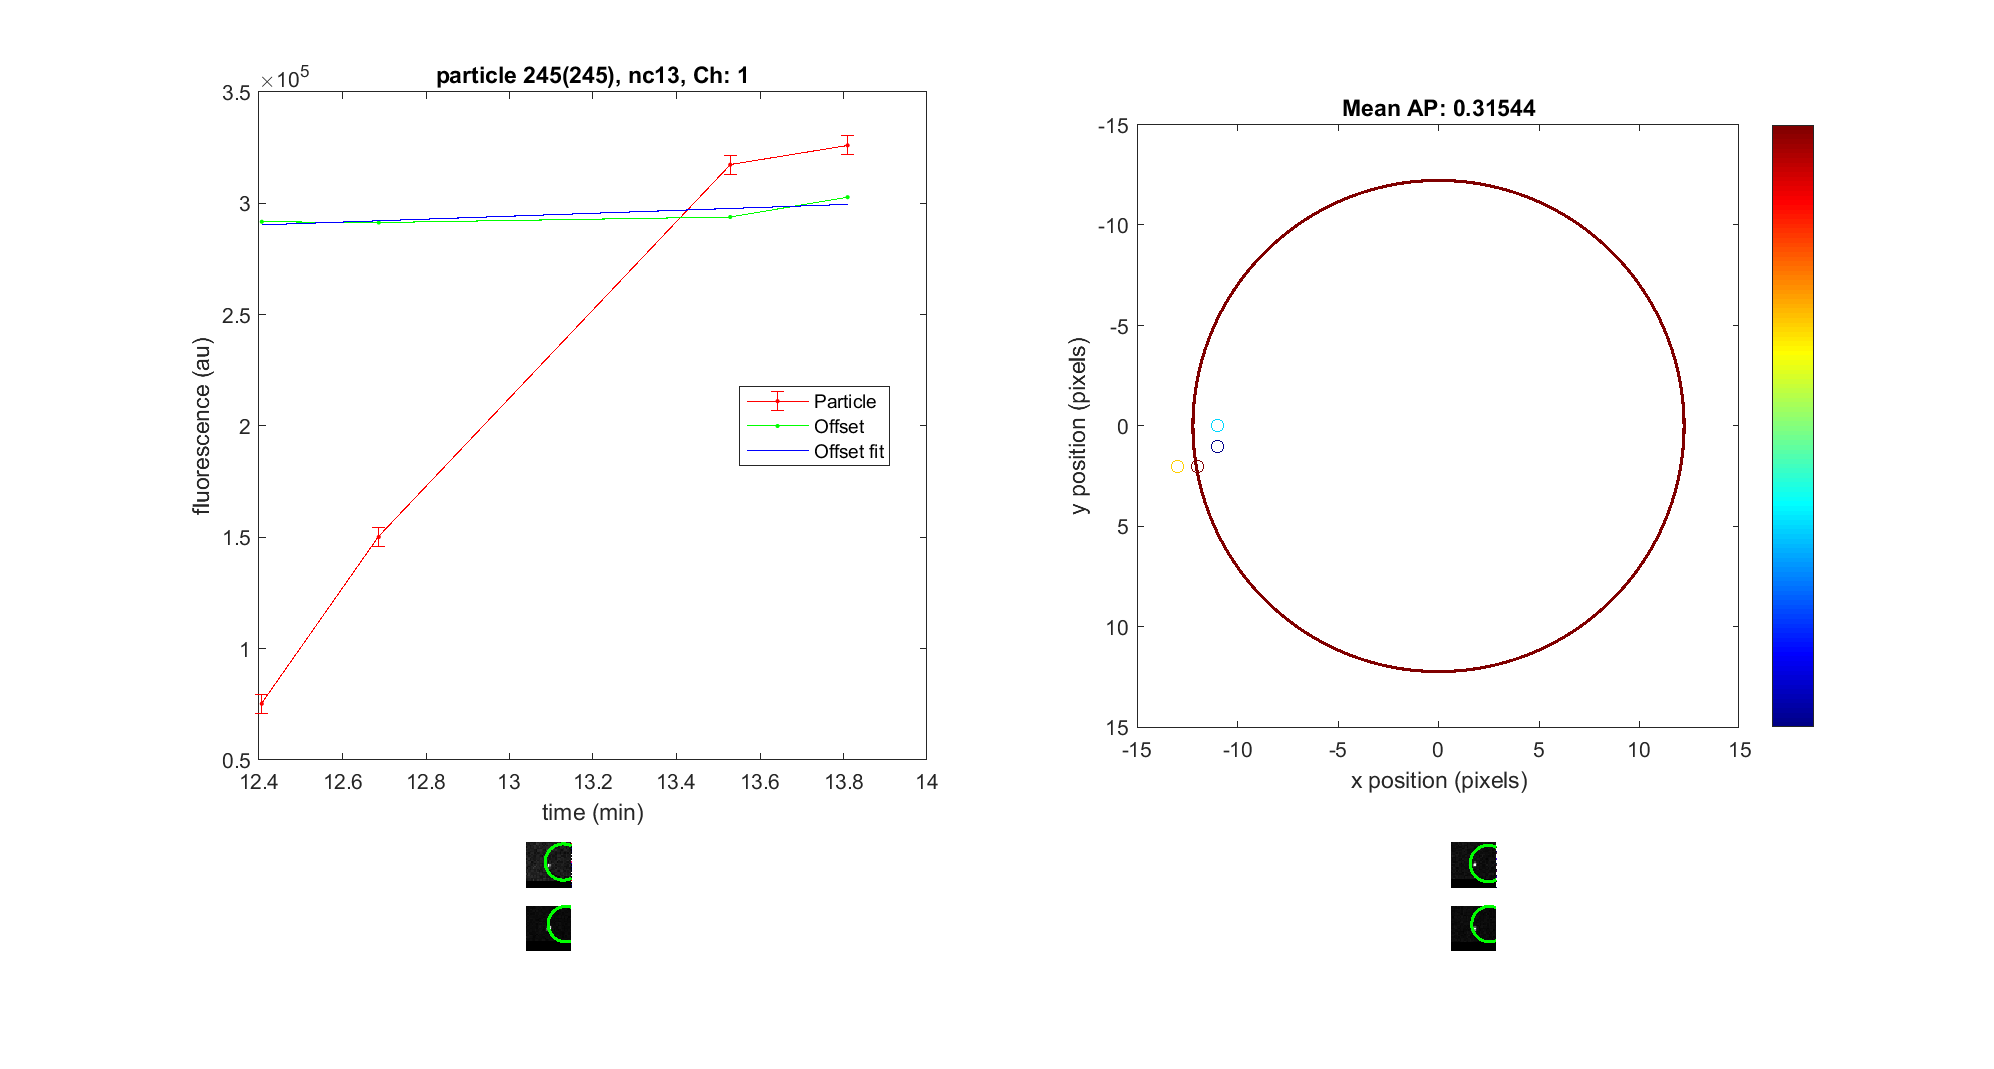 particle 245(245), nc13, Ch: 1
×10^5
3.5
3
2.5
2
1.5
1
0.5
fluorescence (au)
12.4 12.6 12.8 13 13.2 13.4 13.6 13.8 14
time (min)
Particle
Offset
Offset fit
Mean AP: 0.31544
-15
-10
-5
0
5
10
15
y position (pixels)
-15 -10 -5 0 5 10 15
x position (pixels)